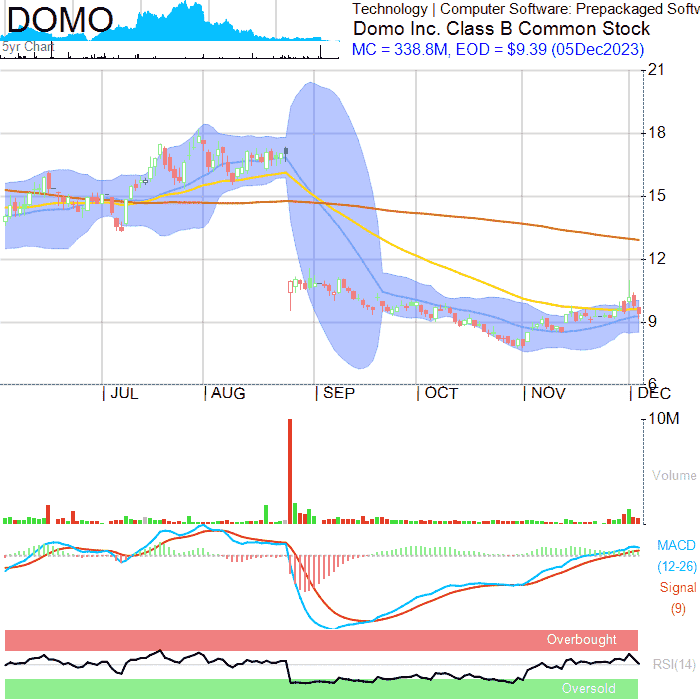 DOMO
5yr Chart
Technology | Computer Software: Prepackaged Softw
Domo Inc. Class B Common Stock
MC = 338.8M, EOD = $9.39 (05Dec2023)
21
18
15
12
9
6
| JUL | AUG | SEP | OCT | NOV | DEC
10M
Volume
MACD
(12-26)
Signal
(9)
Overbought
RSI(14)
Oversold